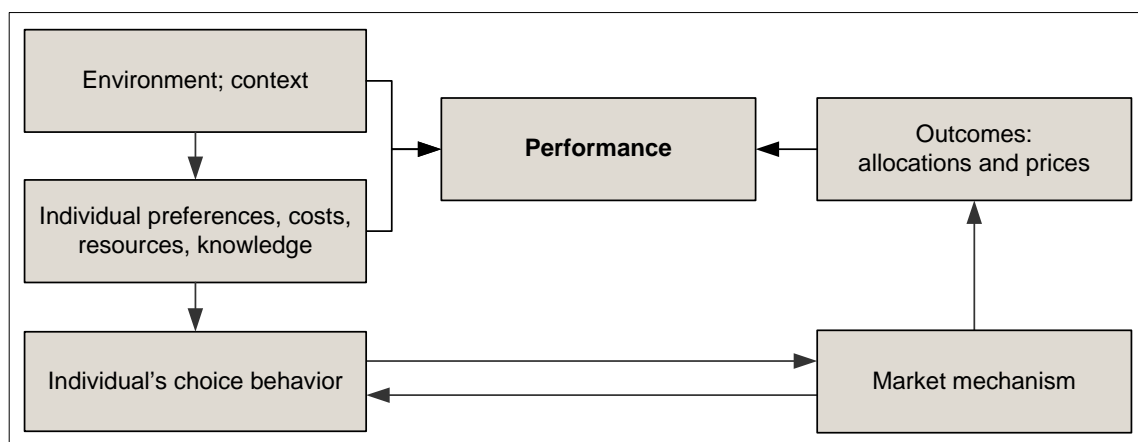 Environment; context
Performance
Outcomes:
allocations and prices
Individual preferences, costs,
resources, knowledge
Individual’s choice behavior
Market mechanism